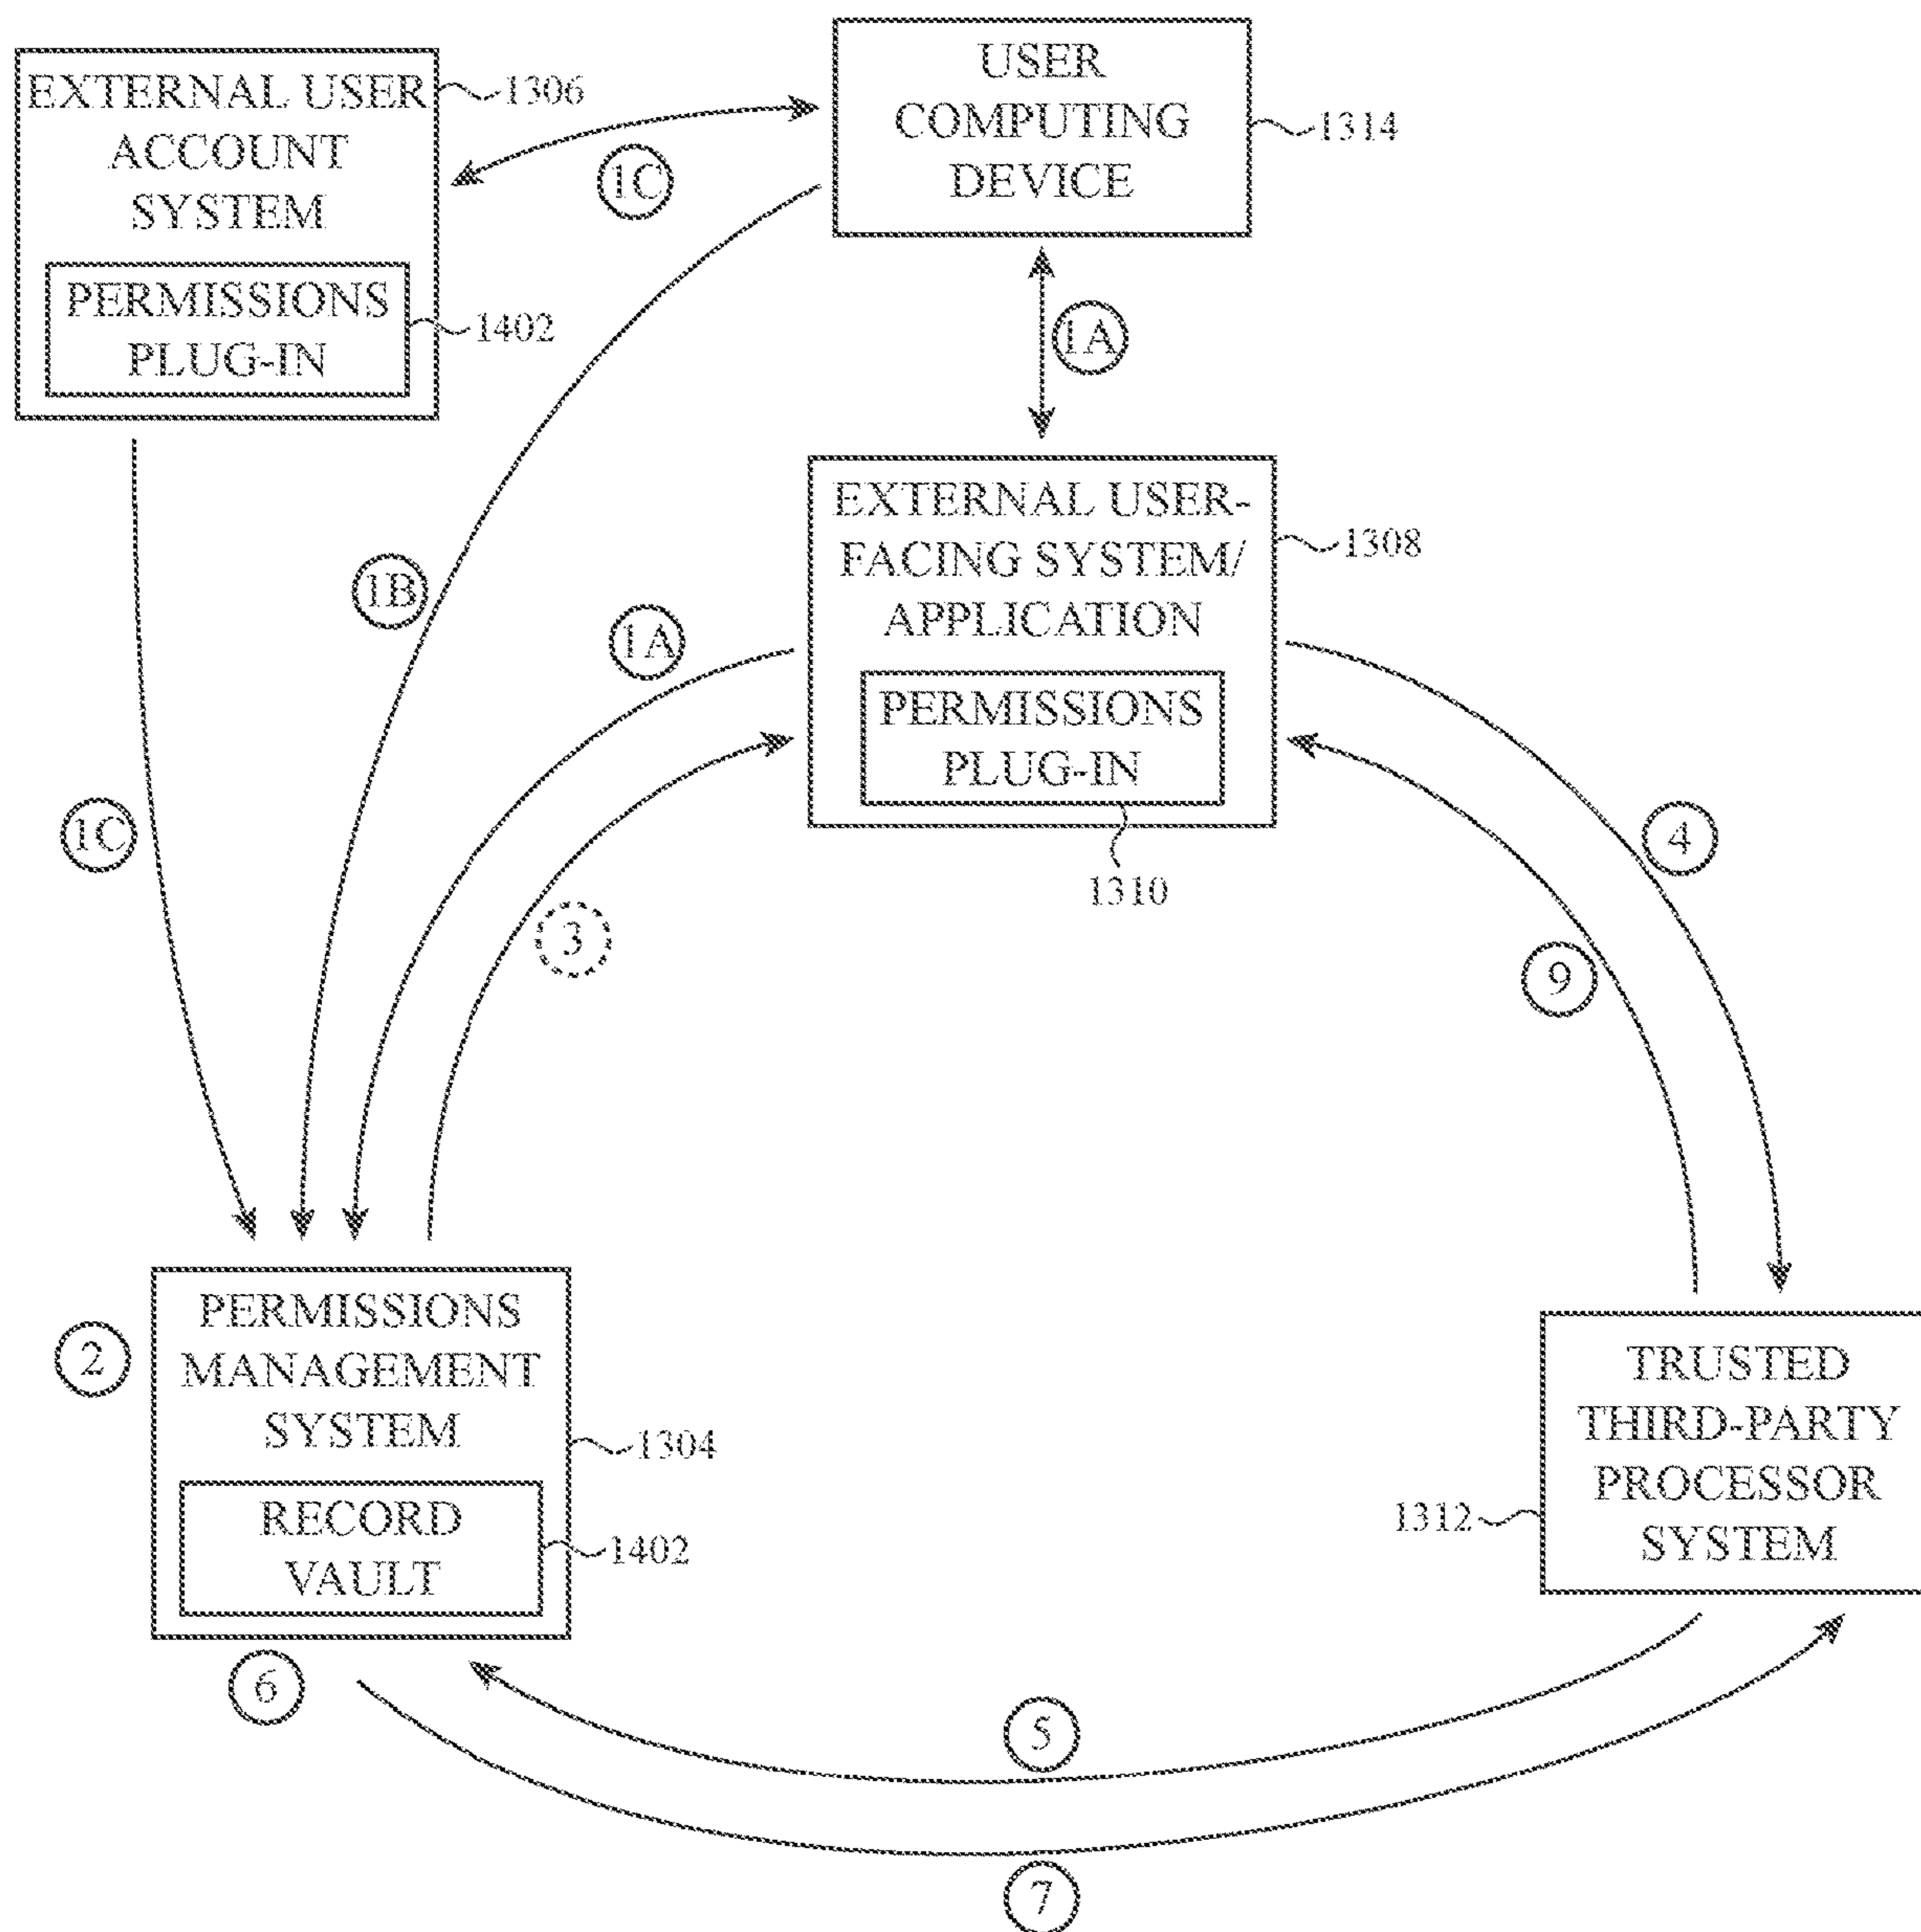 EXTERNAL USER
ACCOUNT
SYSTEM
1306
PERMISSIONS
PLUG-IN
1402
USER
COMPUTING
DEVICE
1314
1C
1A
EXTERNAL USER-
FACING SYSTEM/
APPLICATION
1308
PERMISSIONS
PLUG-IN
1310
1B
1A
1C
3
4
9
2
PERMISSIONS
MANAGEMENT
SYSTEM
1304
RECORD
VAULT
1402
TRUSTED
THIRD-PARTY
PROCESSOR
SYSTEM
1312
6
5
7